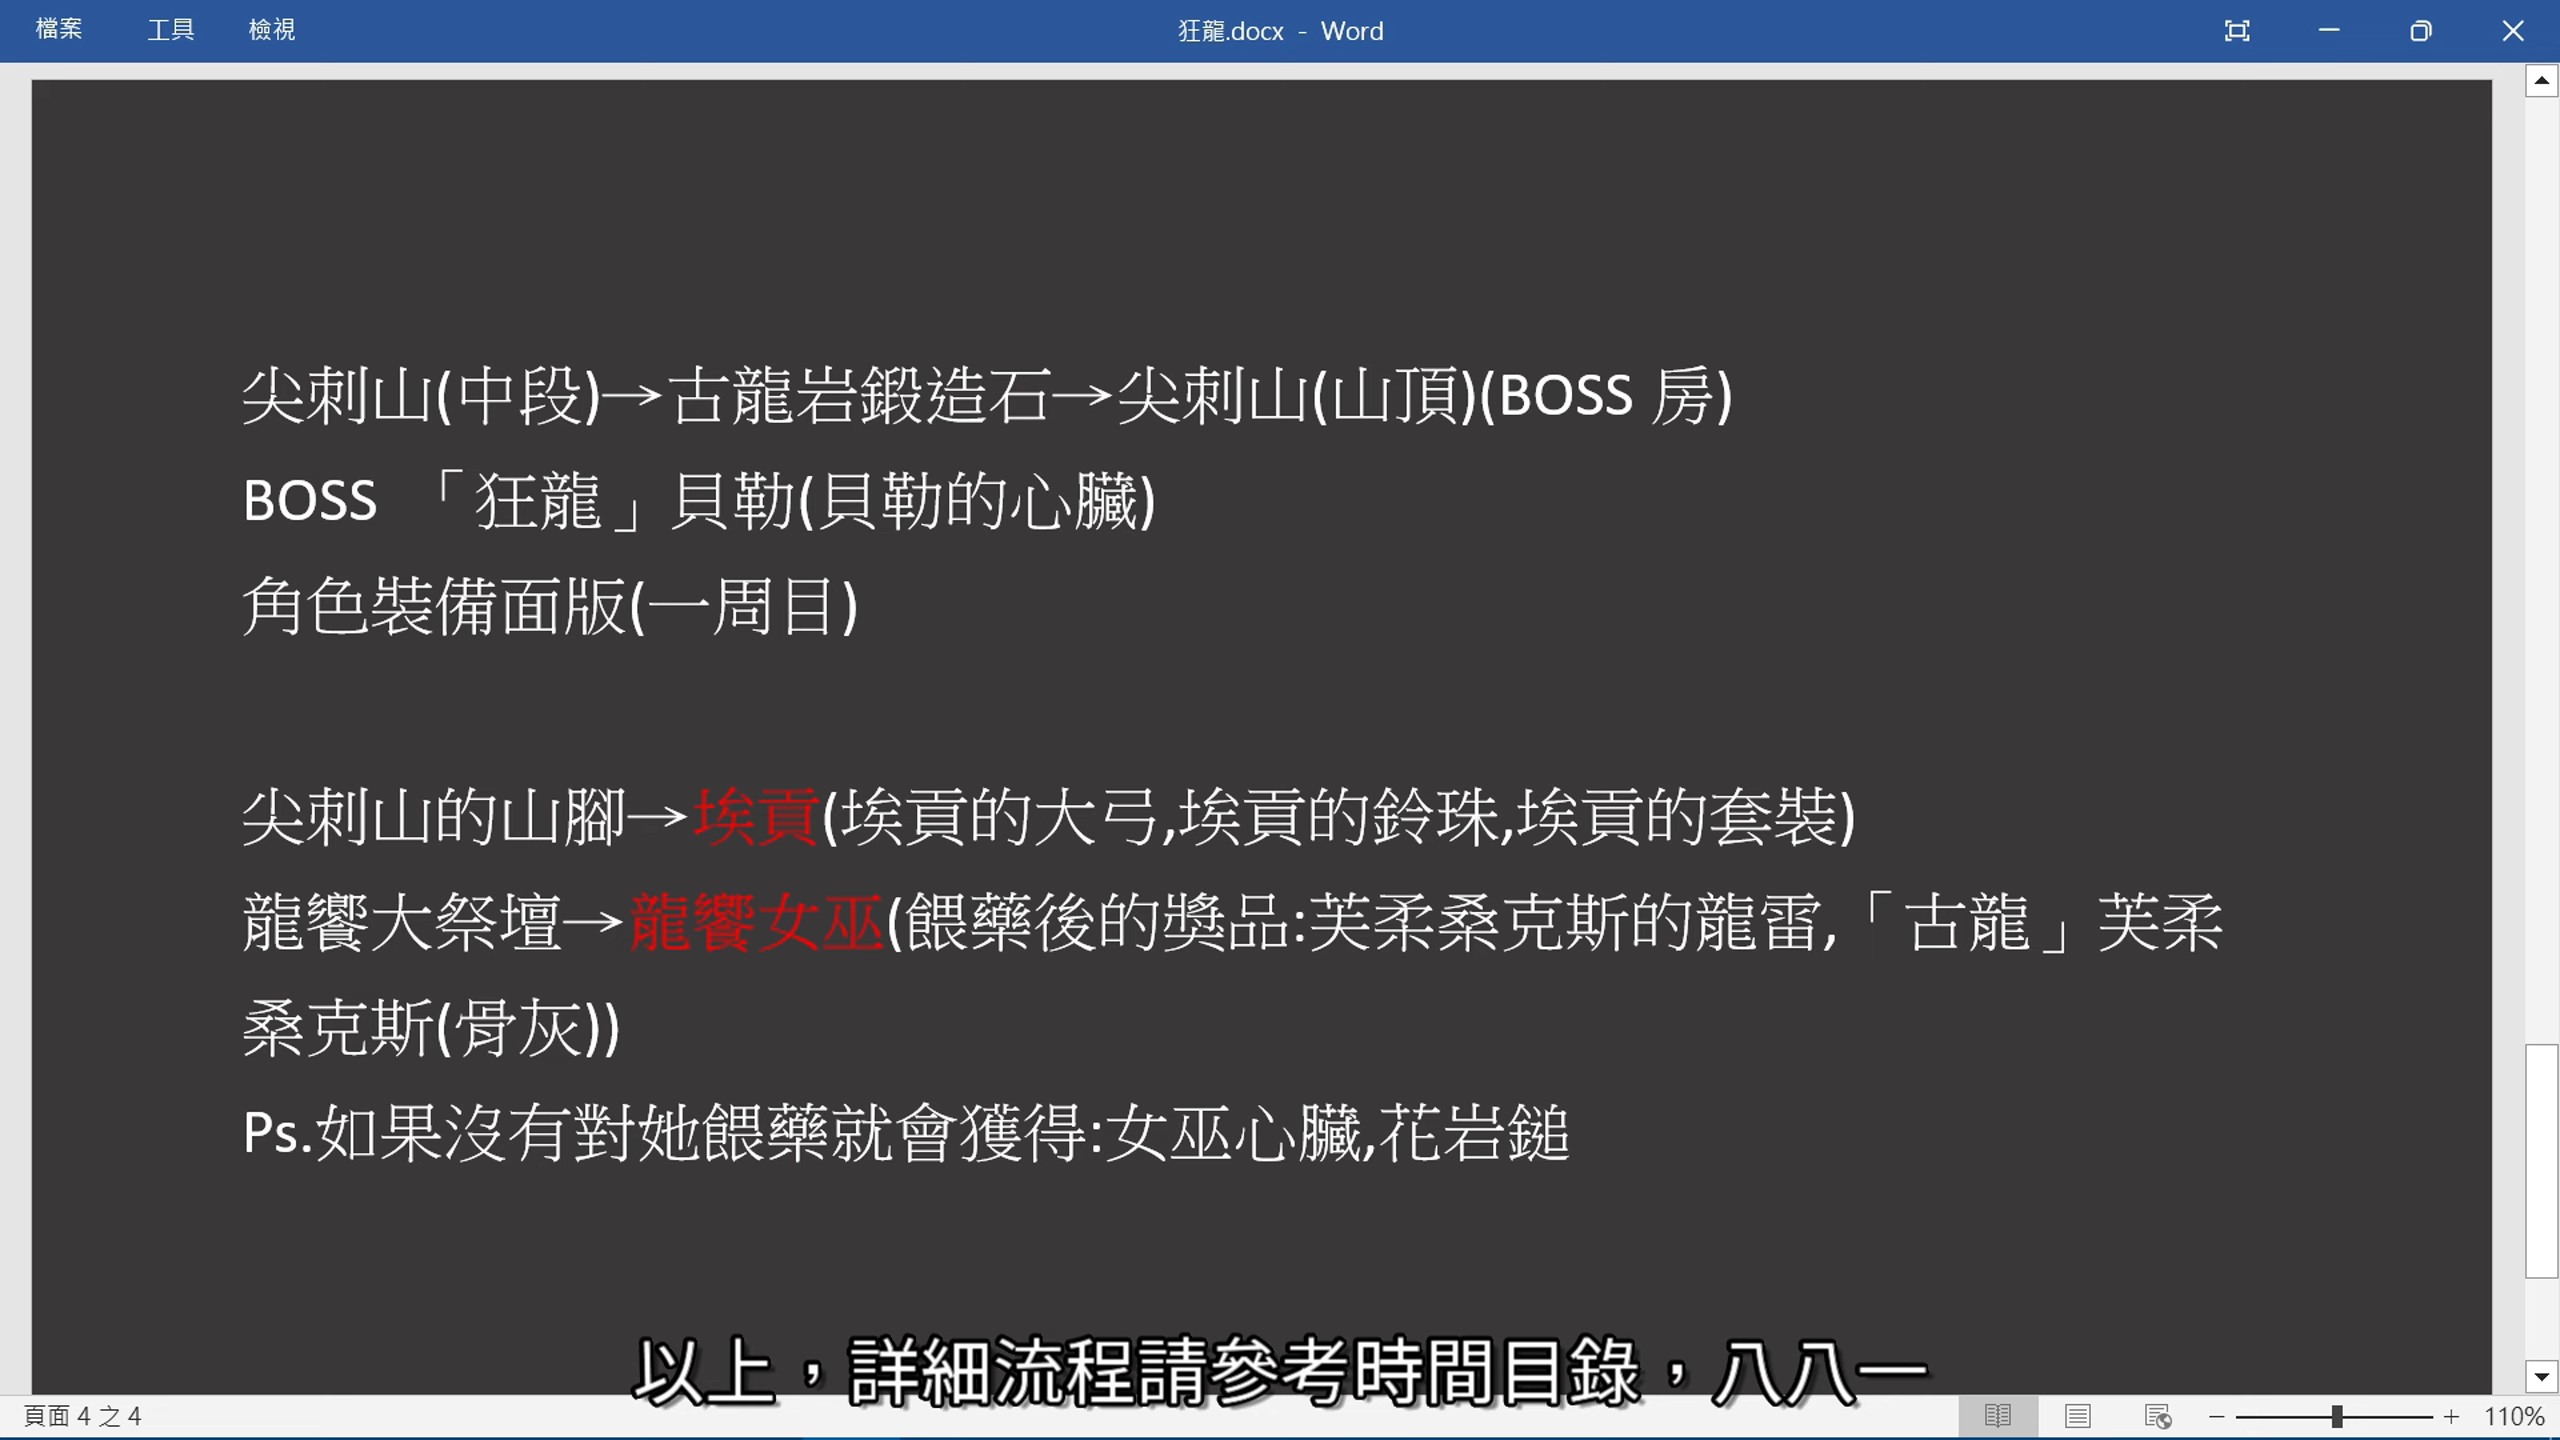 檔案 工具 檢視 狂龍.docx - Word
尖刺山(中段)→古龍岩鍛造石→尖刺山(山頂)(BOSS 房)
BOSS 「狂龍」貝勒(貝勒的心臟)
角色裝備面版(一周目)
尖刺山的山腳→埃貢(埃貢的大弓,埃貢的鈴珠,埃貢的套裝)
龍饗大祭壇→龍饗女巫(餵藥後的獎品:芙柔桑克斯的龍雷,「古龍」芙柔
桑克斯(骨灰))
Ps.如果沒有對她餵藥就會獲得:女巫心臟,花岩鎚
以上，詳細流程請參考時間目錄，八八一
頁面 4 之 4 110%